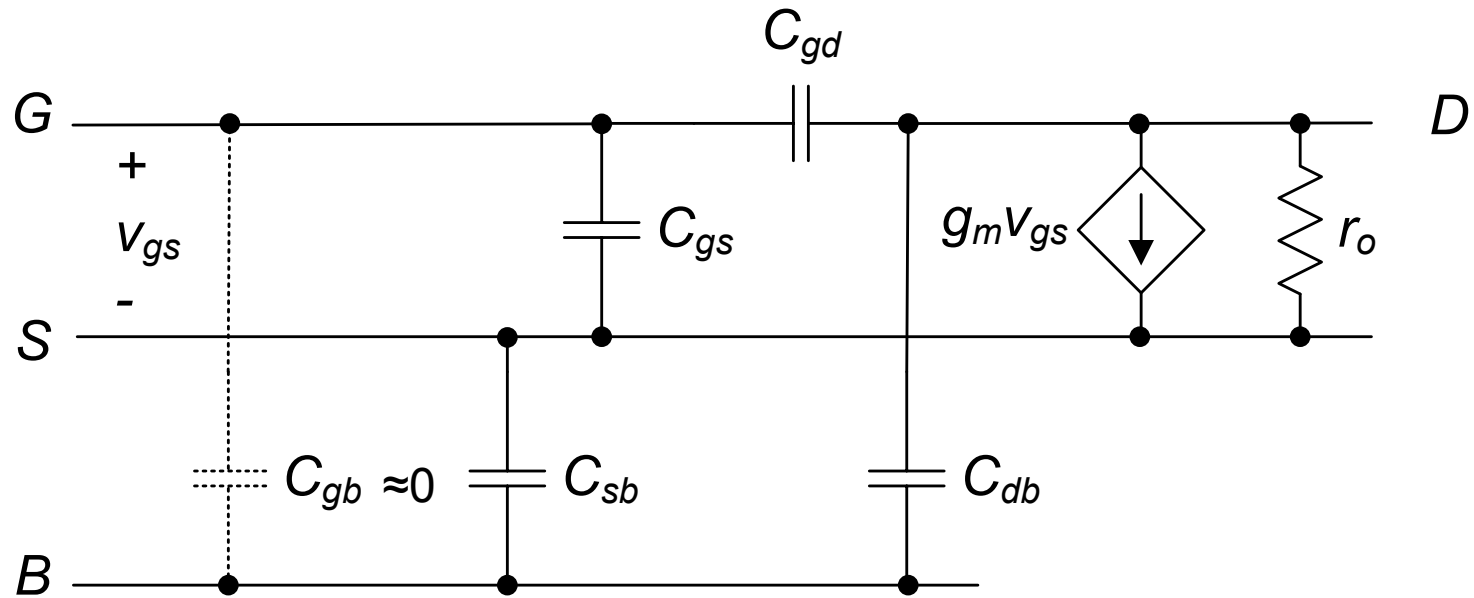 C_gd
G
D
+
v_gs
-
C_gs
g_m v_gs
r_o
S
C_gb ≈0
C_sb
C_db
B